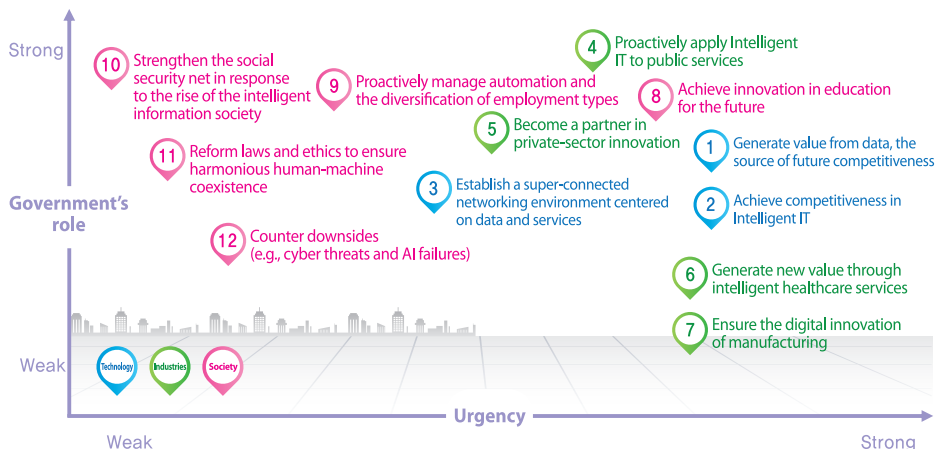 Strong
Government's
role
Weak
10
Strengthen the social
security net in response
to the rise of the intelligent
information society
9
Proactively manage automation and
the diversification of employment types
4
Proactively apply Intelligent
IT to public services
8
Achieve innovation in education
for the future
5
Become a partner in
private-sector innovation
1
Generate value from data, the
source of future competitiveness
11
Reform laws and ethics to ensure
harmonious human-machine
coexistence
3
Establish a super-connected
networking environment centered
on data and services
2
Achieve competitiveness in
Intelligent IT
12
Counter downsides
(e.g., cyber threats and AI failures)
6
Generate new value through
intelligent healthcare services
7
Ensure the digital innovation
of manufacturing
Technology
Industries
Society
Urgency
Weak
Strong